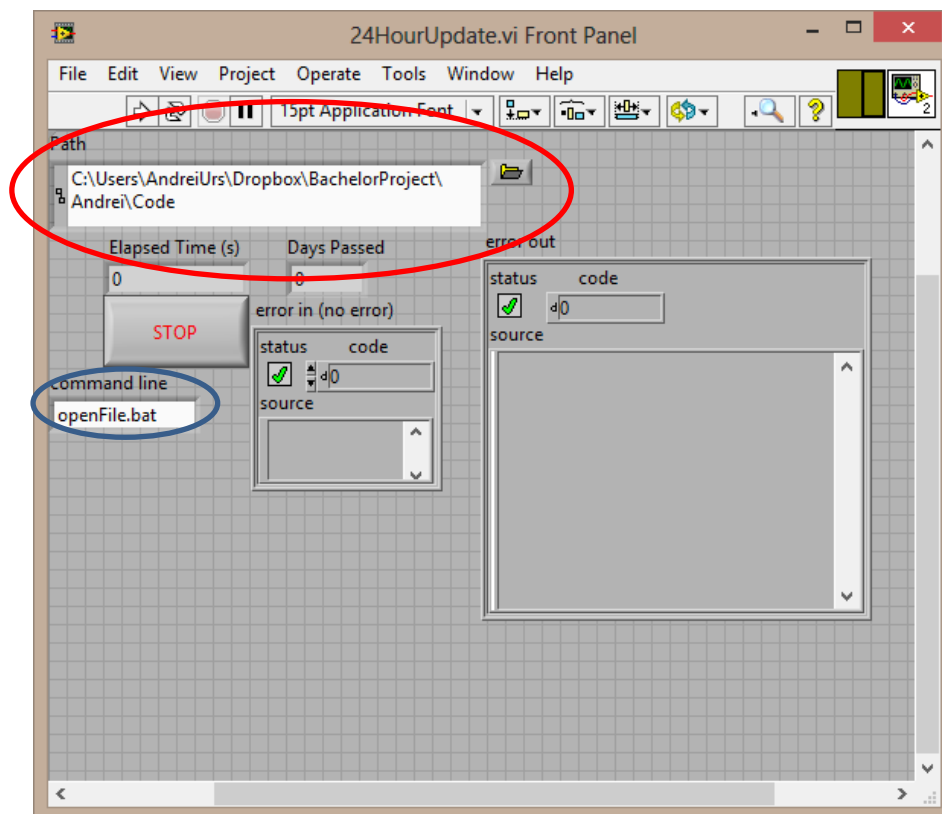 24HourUpdate.vi Front Panel
File Edit View Project Operate Tools Window Help
15pt Application Font
2
Path
C:\Users\AndreiUrs\Dropbox\BachelorProject\
Andrei\Code
Elapsed Time (s) Days Passed
0 0
STOP
command line
openFile.bat
error in (no error)
status code
d 0
source
error out
status code
d 0
source